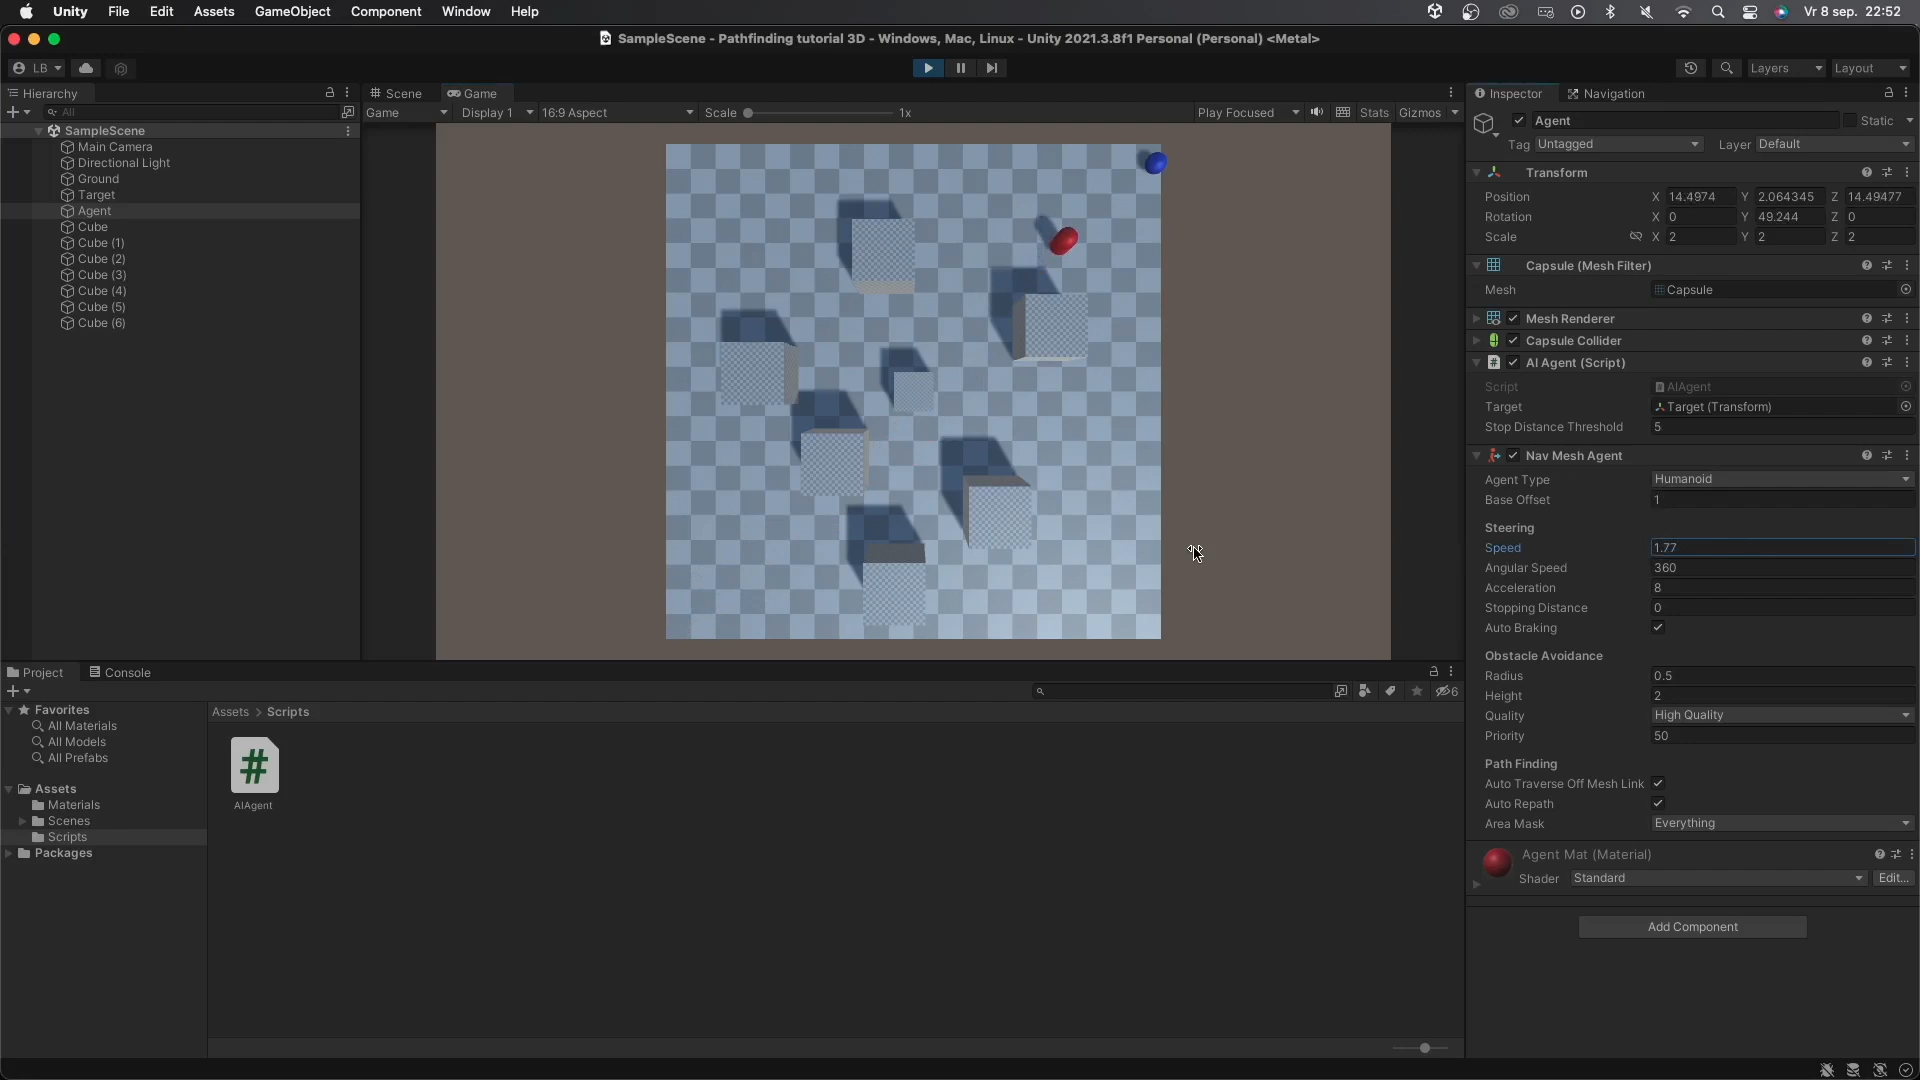 Unity File Edit Assets GameObject Component Window Help Vr 8 sep. 22:52
SampleScene - Pathfinding tutorial 3D - Windows, Mac, Linux - Unity 2021.3.8f1 Personal (Personal) <Metal>
LB Layers Layout
Hierarchy
All
SampleScene
Main Camera
Directional Light
Ground
Target
Agent
Cube
Cube (1)
Cube (2)
Cube (3)
Cube (4)
Cube (5)
Cube (6)
Scene Game
Game Display 1 16:9 Aspect Scale 1x Play Focused Stats Gizmos
Inspector Navigation
Agent Static
Tag Untagged Layer Default
Transform
Position X 14.4974 Y 2.064345 Z 14.49477
Rotation X 0 Y 49.244 Z 0
Scale X 2 Y 2 Z 2
Capsule (Mesh Filter)
Mesh Capsule
Mesh Renderer
Capsule Collider
# AI Agent (Script)
Script AIAgent
Target Target (Transform)
Stop Distance Threshold 5
Nav Mesh Agent
Agent Type Humanoid
Base Offset 1
Steering
Speed 1.77
Angular Speed 360
Acceleration 8
Stopping Distance 0
Auto Braking
Obstacle Avoidance
Radius 0.5
Height 2
Quality High Quality
Priority 50
Path Finding
Auto Traverse Off Mesh Link
Auto Repath
Area Mask Everything
Agent Mat (Material)
Shader Standard Edit...
Add Component
Project Console
6
Favorites
All Materials
All Models
All Prefabs
Assets
Materials
Scenes
Scripts
Packages
Assets > Scripts
#
AIAgent